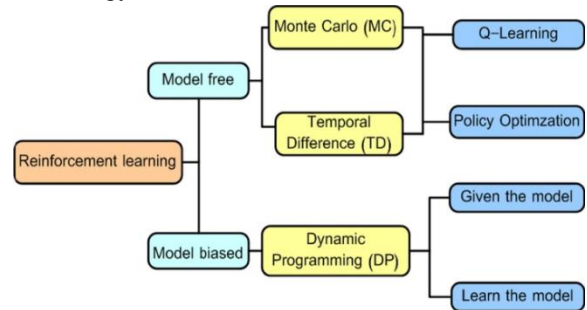 Monte Carlo (MC)
Q-Learning
Model free
Temporal
Difference (TD)
Policy Optimzation
Reinforcement learning
Given the model
Model biased
Dynamic
Programming (DP)
Learn the model